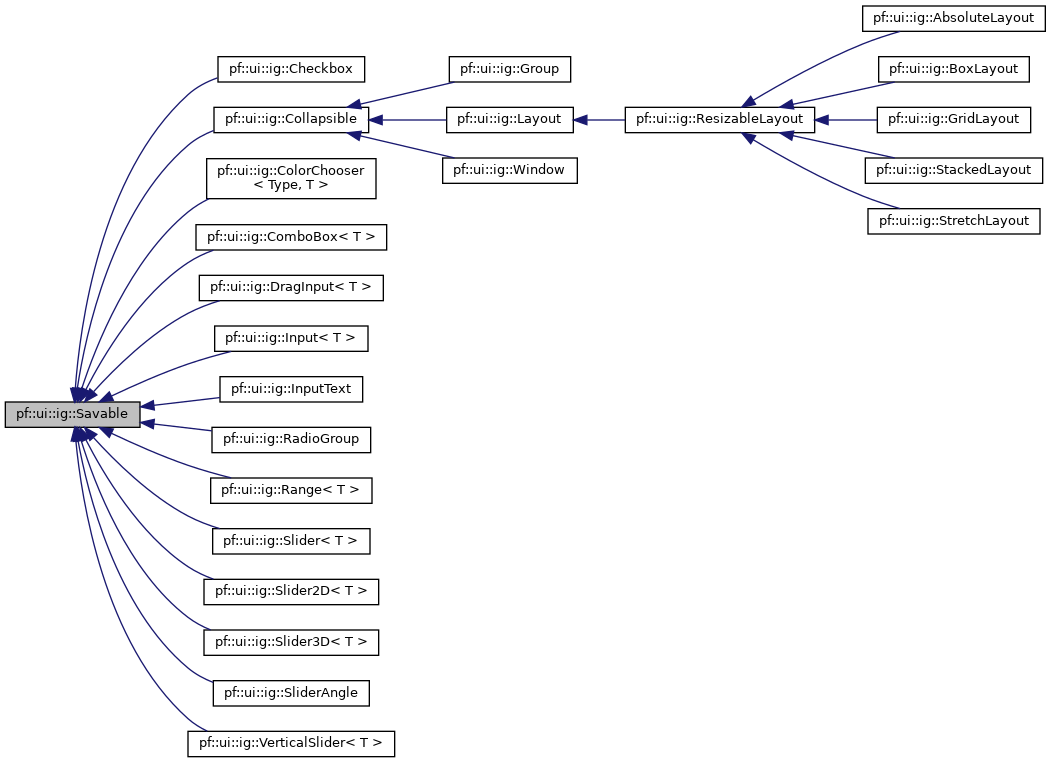 pf::ui::ig::AbsoluteLayout
pf::ui::ig::Checkbox
pf::ui::ig::Group
pf::ui::ig::BoxLayout
pf::ui::ig::Collapsible
pf::ui::ig::Layout
pf::ui::ig::ResizableLayout
pf::ui::ig::GridLayout
pf::ui::ig::ColorChooser
< Type, T >
pf::ui::ig::Window
pf::ui::ig::StackedLayout
pf::ui::ig::StretchLayout
pf::ui::ig::ComboBox< T >
pf::ui::ig::DragInput< T >
pf::ui::ig::Input< T >
pf::ui::ig::InputText
pf::ui::ig::Savable
pf::ui::ig::RadioGroup
pf::ui::ig::Range< T >
pf::ui::ig::Slider< T >
pf::ui::ig::Slider2D< T >
pf::ui::ig::Slider3D< T >
pf::ui::ig::SliderAngle
pf::ui::ig::VerticalSlider< T >